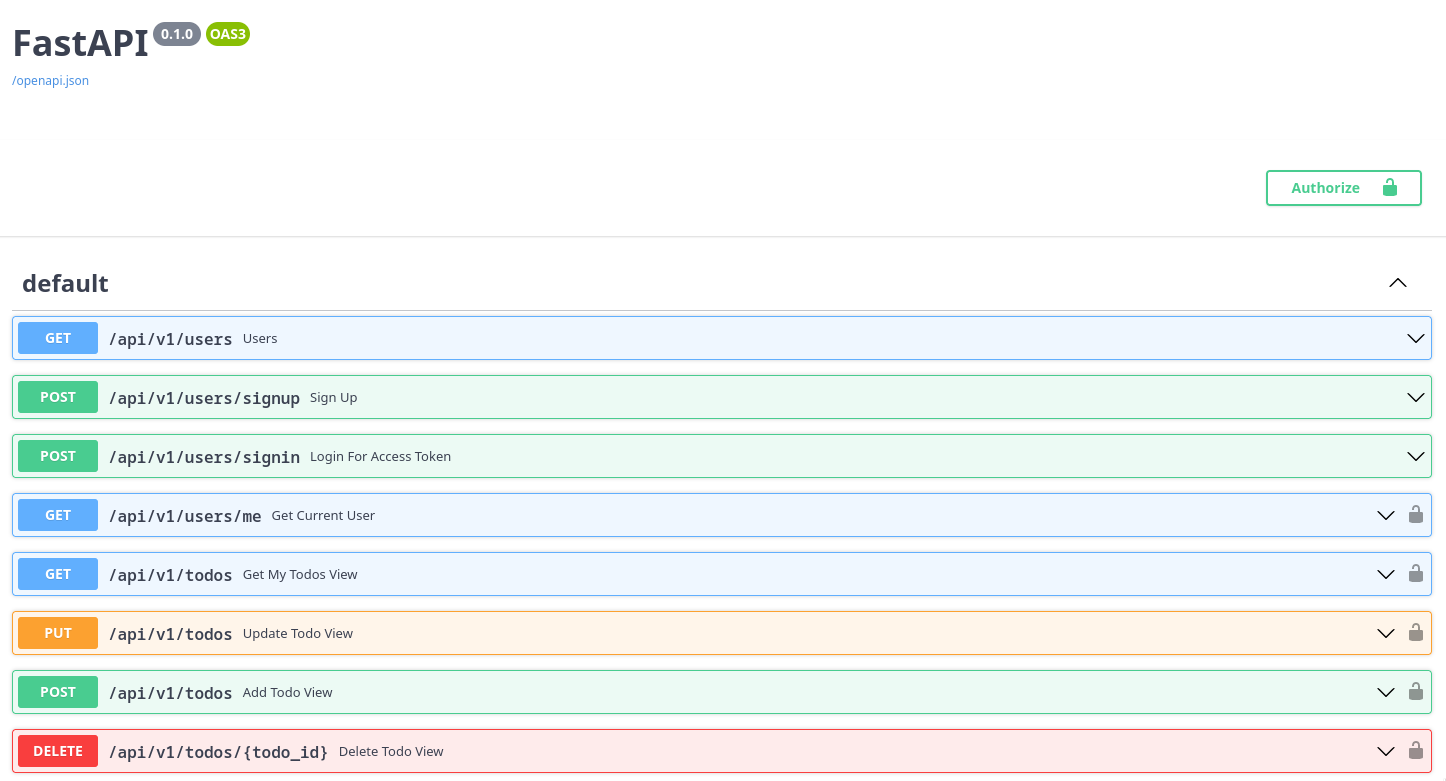 FastAPI 0.1.0 OAS3
/openapi.json
Authorize
default
GET /api/v1/users Users
POST /api/v1/users/signup Sign Up
POST /api/v1/users/signin Login For Access Token
GET /api/v1/users/me Get Current User
GET /api/v1/todos Get My Todos View
PUT /api/v1/todos Update Todo View
POST /api/v1/todos Add Todo View
DELETE /api/v1/todos/{todo_id} Delete Todo View